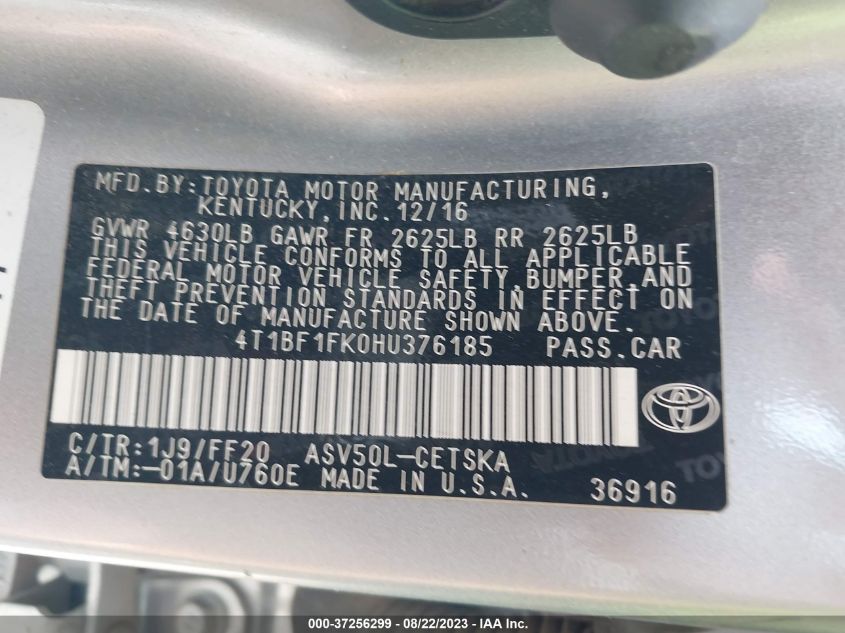 MFD.BY:TOYOTA MOTOR MANUFACTURING,
KENTUCKY, INC. 12/16
GVWR 4630LB GAWR FR 2625LB RR 2625LB
THIS VEHICLE CONFORMS TO ALL APPLICABLE
FEDERAL MOTOR VEHICLE SAFETY, BUMPER, AND
THEFT PREVENTION STANDARDS IN EFFECT ON
THE DATE OF MANUFACTURE SHOWN ABOVE.
4T1BF1FK0HU376185 PASS.CAR
C/TR:1J9/FF20 ASV50L-CETSKA
A/TM:-01A/U760E MADE IN U.S.A. 36916
000-37256299 - 08/22/2023 - IAA Inc.